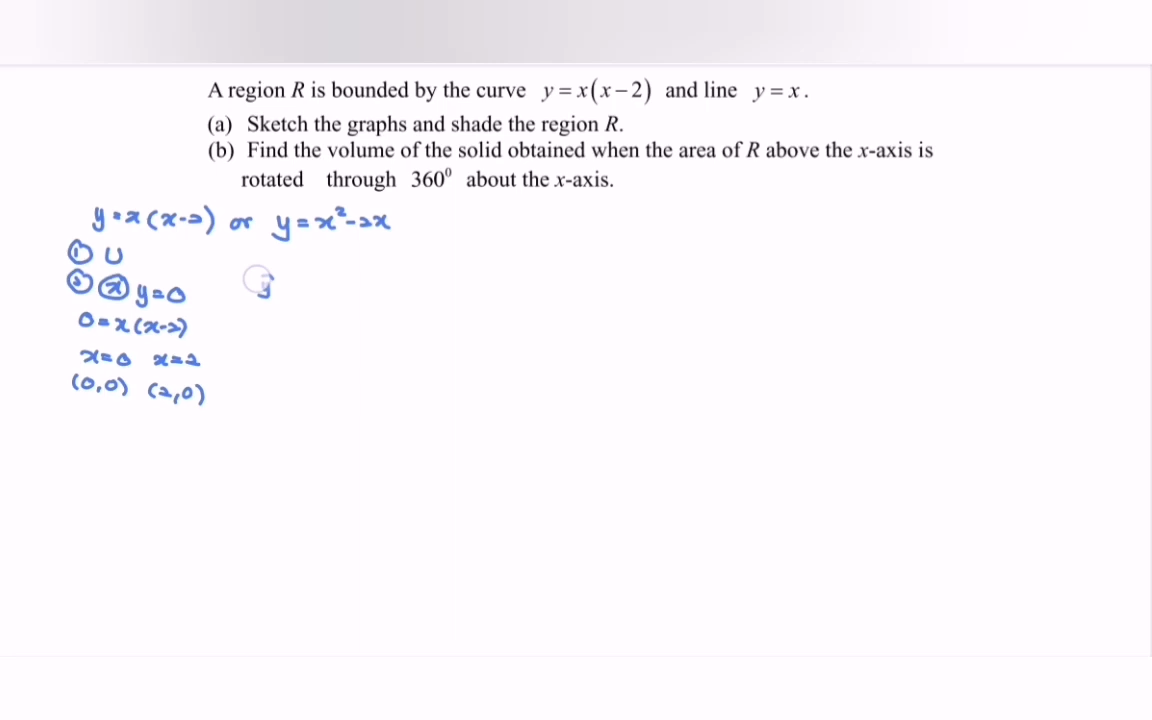 A region R is bounded by the curve y = x(x−2) and line y = x.
(a) Sketch the graphs and shade the region R.
(b) Find the volume of the solid obtained when the area of R above the x-axis is
rotated through 360⁰ about the x-axis.
y = x(x-2) or y = x²-2x
① ∪
② ⓧ y=0
0 = x(x-2)
x=0 x=2
(0,0) (2,0)
y